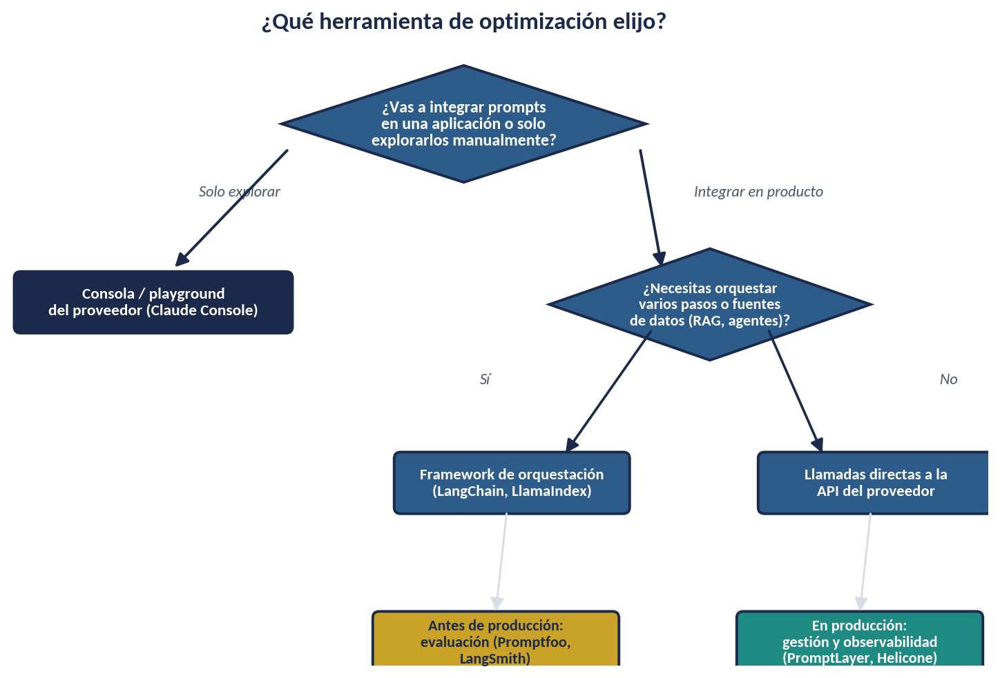 ¿Qué herramienta de optimización elijo?
¿Vas a integrar prompts
en una aplicación o solo
explorarlos manualmente?
Solo explorar
Integrar en producto
Consola / playground
del proveedor (Claude Console)
¿Necesitas orquestar
varios pasos o fuentes
de datos (RAG, agentes)?
Sí
No
Framework de orquestación
(LangChain, LlamaIndex)
Llamadas directas a la
API del proveedor
Antes de producción:
evaluación (Promptfoo,
LangSmith)
En producción:
gestión y observabilidad
(PromptLayer, Helicone)